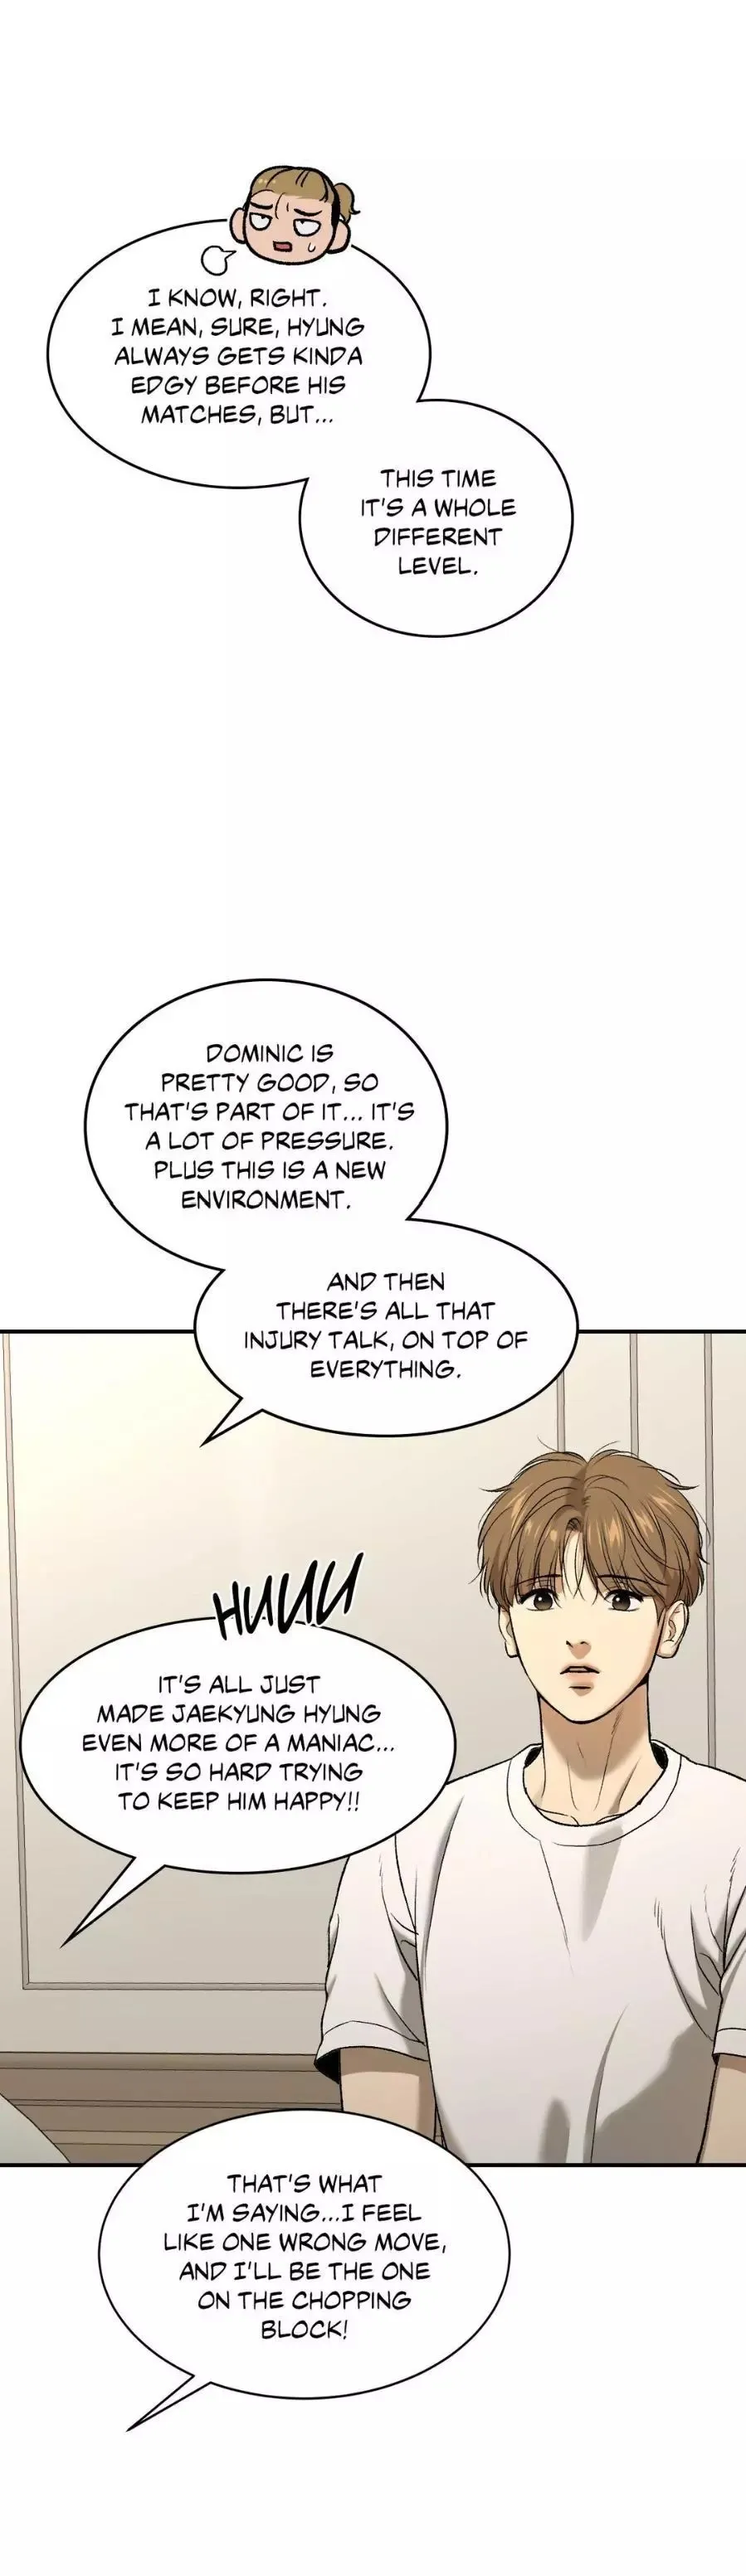 I KNOW, RIGHT.
I MEAN, SURE, HYUNG
ALWAYS GETS KINDA
EDGY BEFORE HIS
MATCHES, BUT...
THIS TIME
IT'S A WHOLE
DIFFERENT
LEVEL.
DOMINIC IS
PRETTY GOOD, SO
THAT'S PART OF IT... IT'S
A LOT OF PRESSURE.
PLUS THIS IS A NEW
ENVIRONMENT.
AND THEN
THERE'S ALL THAT
INJURY TALK, ON TOP OF
EVERYTHING.
HUUU
IT'S ALL JUST
MADE JAEKYUNG HYUNG
EVEN MORE OF A MANIAC...
IT'S SO HARD TRYING
TO KEEP HIM HAPPY!!
THAT'S WHAT
I'M SAYING...I FEEL
LIKE ONE WRONG MOVE,
AND I'LL BE THE ONE
ON THE CHOPPING
BLOCK!